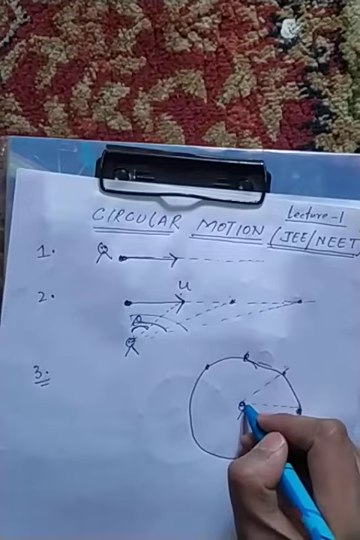 Lecture-1
CIRCULAR MOTION (JEE/NEET
1.
2.
u
3.